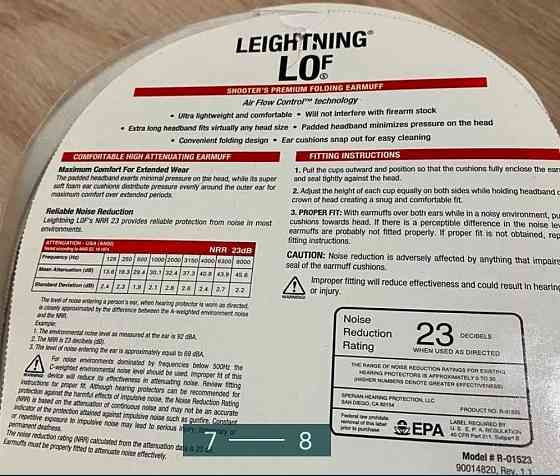 LEIGHTNING®
L0F®
SHOOTER'S PREMIUM FOLDING EARMUFF
Air Flow Control™ technology
• Ultra lightweight and comfortable • Will not interfere with firearm stock
• Extra long headband fits virtually any head size • Padded headband minimizes pressure on the head
• Convenient folding design • Ear cushions snap out for easy cleaning
COMFORTABLE HIGH ATTENUATING EARMUFF
Maximum Comfort For Extended Wear
The padded headband exerts minimal pressure on the head, while its super
soft foam ear cushions distribute pressure evenly around the outer ear for
maximum comfort over extended periods.
Reliable Noise Reduction
Leightning L0F's NRR 23 provides reliable protection from noise in most
environments.
ATTENUATION - USA (ANSI)
NRR 23dB
Frequency (Hz) 125 250 500 1000 2000 3150 4000 6300 8000
Mean Attenuation (dB)
Standard Deviation (dB) 2.4 2.3 1.9 2.1 2.8 2.6 2.4 2.7 2.2
The level of noise entering a person's ear, when hearing protector is worn as directed,
is closely approximated by the difference between the A-weighted environmental noise
and the NRR.
Example:
1. The environmental noise level as measured at the ear is 92 dBA.
2. The NRR is 23 decibels (dB).
3. The level of noise entering the ear is approximately equal to 69 dBA.
WARNING
For noise environments dominated by frequencies below 500Hz the
C-weighted environmental noise level should be used. Improper fit of this
device will reduce its effectiveness in attenuating noise. Review fitting
instructions for proper fit. Although hearing protectors can be recommended for
protection against the harmful effects of impulsive noise, the Noise Reduction Rating
(NRR) is based on the attenuation of continuous noise and may not be an accurate
indicator of the protection attained against impulsive noise such as gunfire. Constant
or repetitive exposure to impulsive noise may lead to serious
permanent deafness.
The noise reduction rating (NRR) calculated from the attenuation data is
Earmuffs must be properly fitted to attenuate noise effectively.
FITTING INSTRUCTIONS
1. Pull the cups outward and position so that the cushions fully enclose the ears
and seal tightly against the head.
2. Adjust the height of each cup equally on both sides while holding headband
crown of head creating a snug and comfortable fit.
3. PROPER FIT: With earmuffs over both ears while in a noisy environment,
cushions towards head. If there is a perceptible difference in the noise
earmuffs are probably not fitted properly. If proper fit is not obtained,
fitting instructions.
CAUTION: Noise reduction is adversely affected by anything that impairs
seal of the earmuff cushions.
WARNING
Improper fitting will reduce effectiveness and could result in hearing
or injury.
Noise
Reduction
Rating
23 DECIBELS
WHEN USED AS DIRECTED
THE RANGE OF NOISE REDUCTION RATINGS FOR EXISTING
HEARING PROTECTORS IS APPROXIMATELY 0 TO 30
(HIGHER NUMBERS DENOTE GREATER EFFECTIVENESS)
SPERIAN HEARING PROTECTION, LLC
SAN DIEGO, CA 92154
PRODUCT NO. R-01523
Federal law prohibits
removal of this label
prior to purchase
EPA
LABEL REQUIRED BY
U. S. E. P. A. REGULATION
40 CFR Part 211, Subpart B
Model # R-01523
90014820, Rev. 1.1
7 — 8